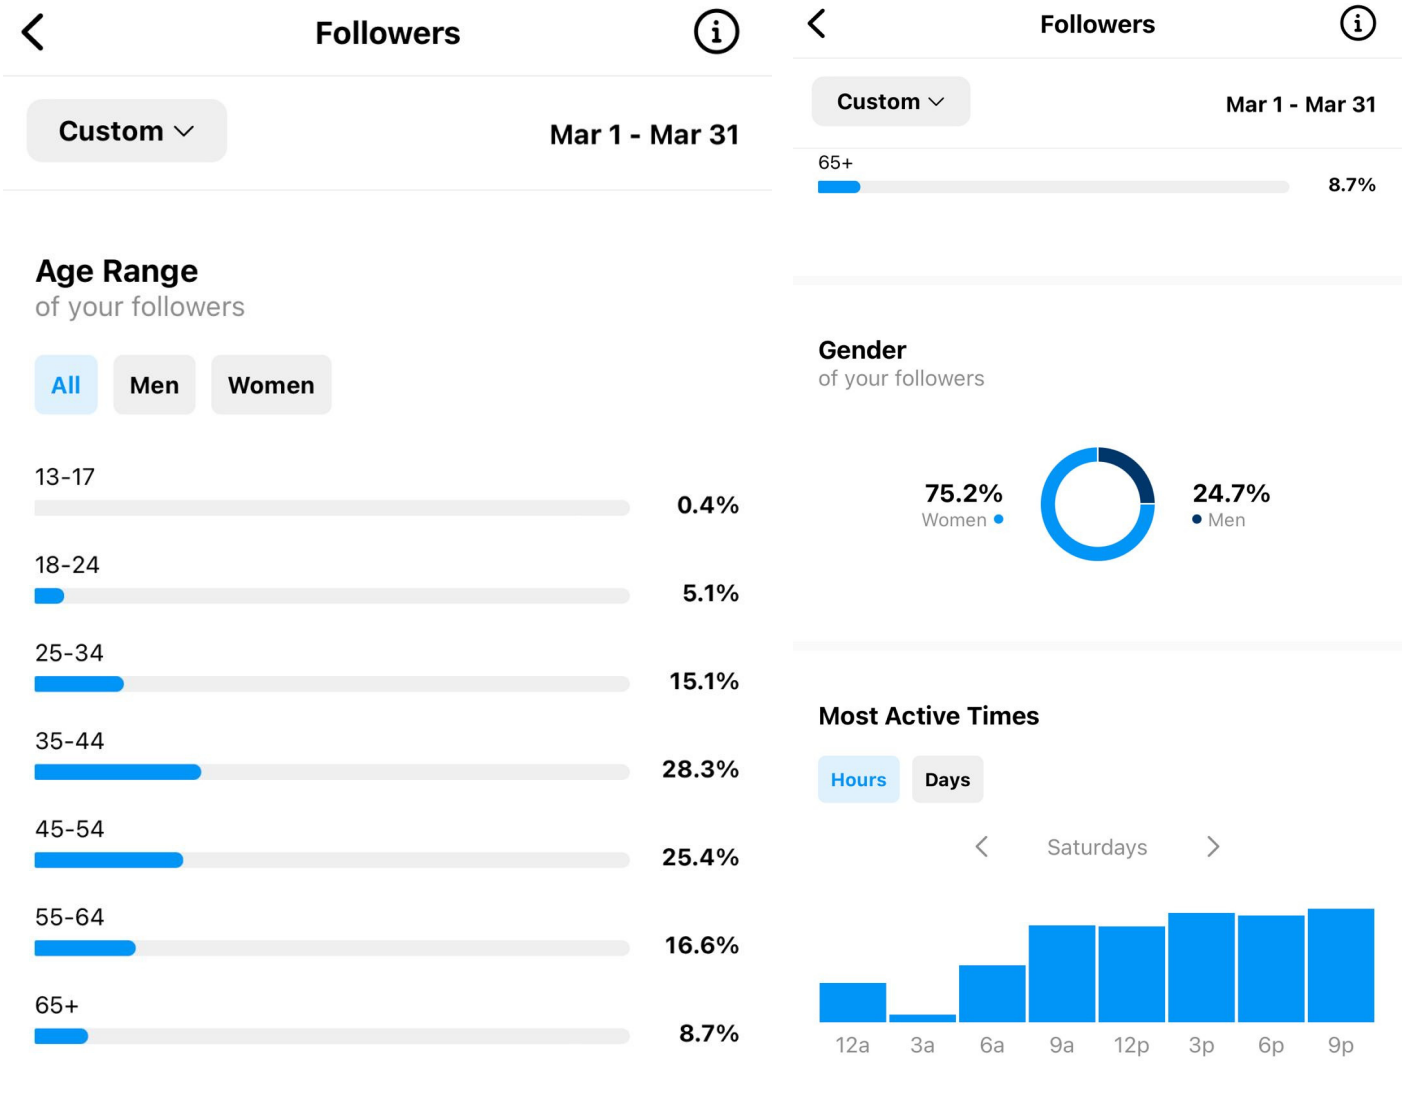 Followers
Custom
Mar 1 - Mar 31
Age Range
of your followers
All Men Women
13-17
0.4%
18-24
5.1%
25-34
15.1%
35-44
28.3%
45-54
25.4%
55-64
16.6%
65+
8.7%
Followers
Custom
Mar 1 - Mar 31
65+
8.7%
Gender
of your followers
75.2%
Women
24.7%
Men
Most Active Times
Hours Days
Saturdays
12a 3a 6a 9a 12p 3p 6p 9p